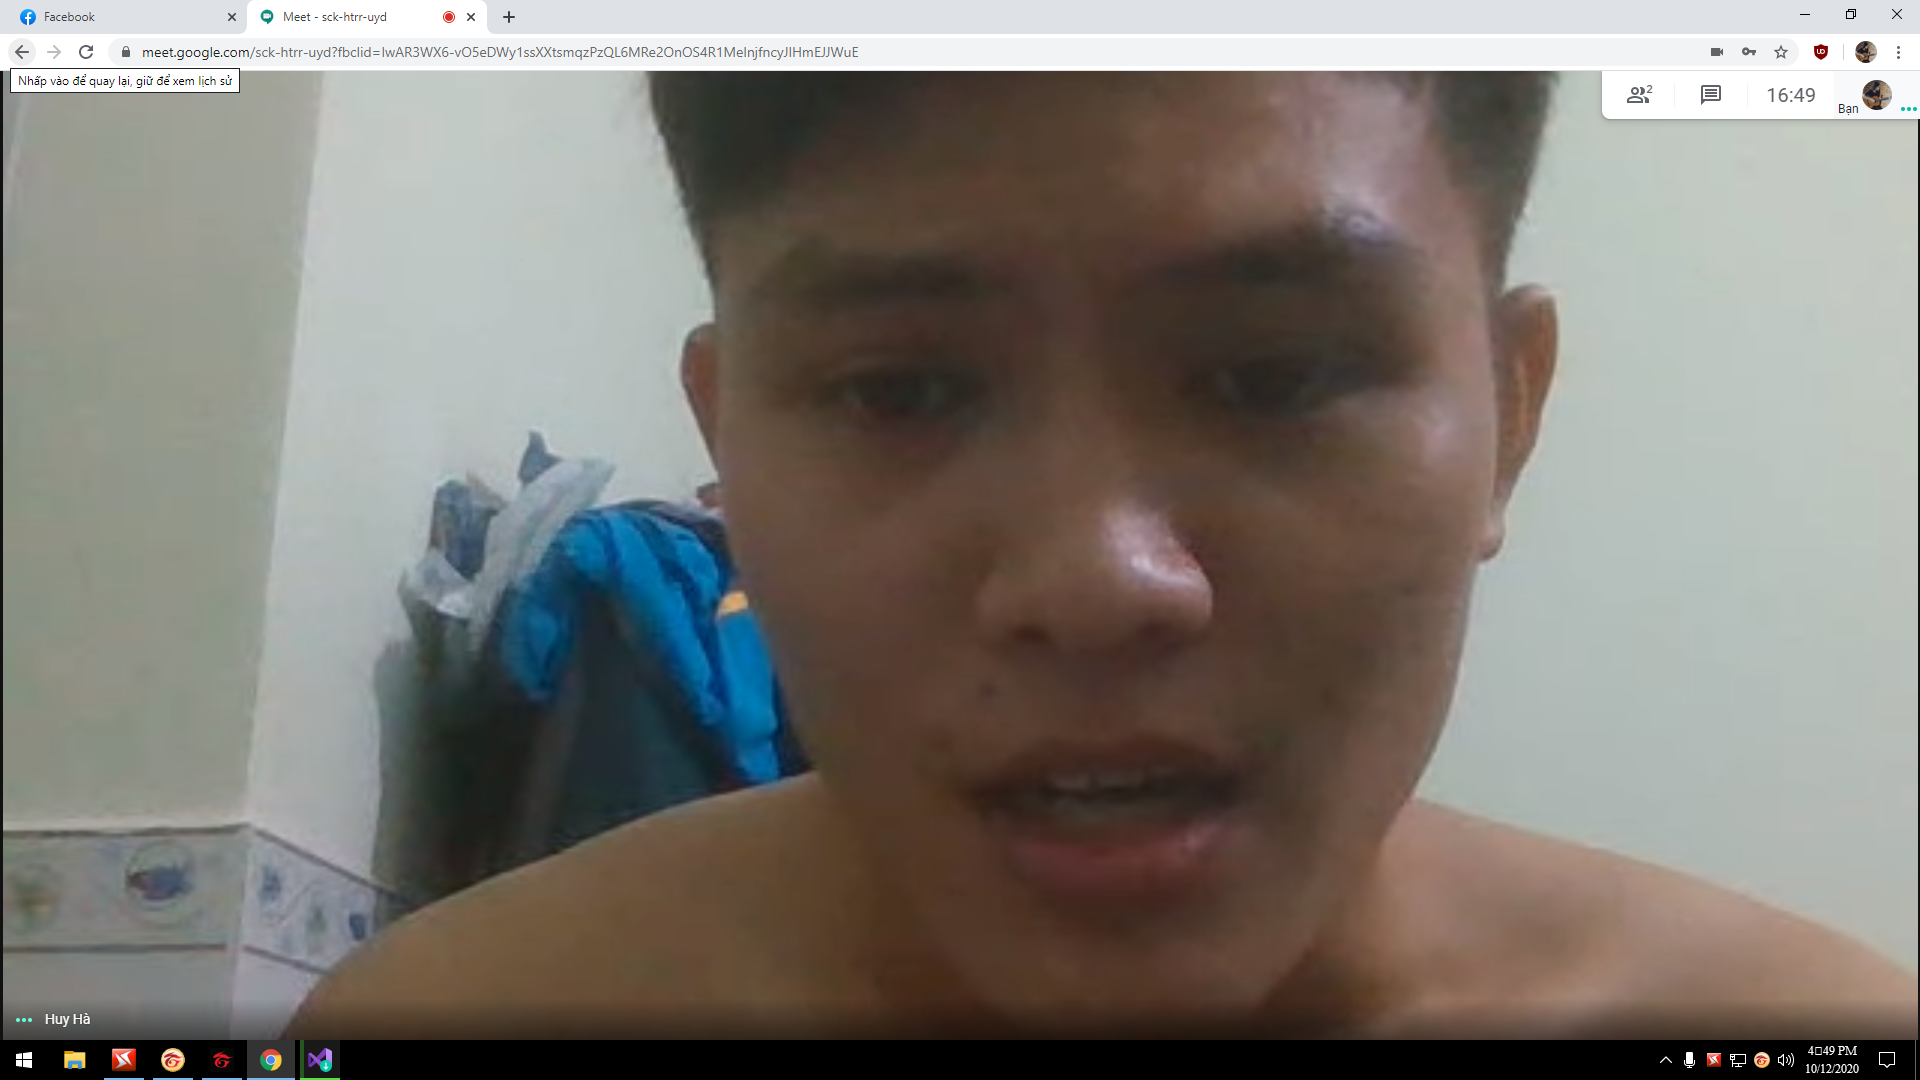 Facebook
Meet - sck-htrr-uyd
meet.google.com/sck-htrr-uyd?fbclid=IwAR3WX6-vO5eDWy1ssXXtsmqzPzQL6MRe2OnOS4R1MeInjfncyJIHmEJJWuE
Nhấp vào để quay lại, giữ để xem lịch sử
2
16:49
Bạn
Huy Hà
4□49 PM
10/12/2020